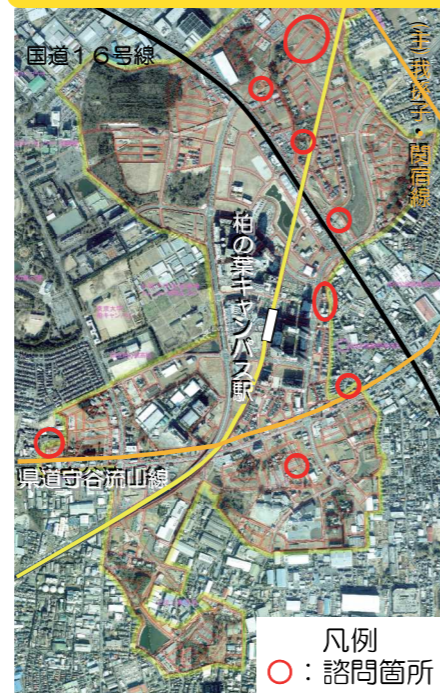 国道16号線
(主)我孫子・関宿線
柏の葉キャンパス駅
県道守谷流山線
凡例
○：諮問箇所